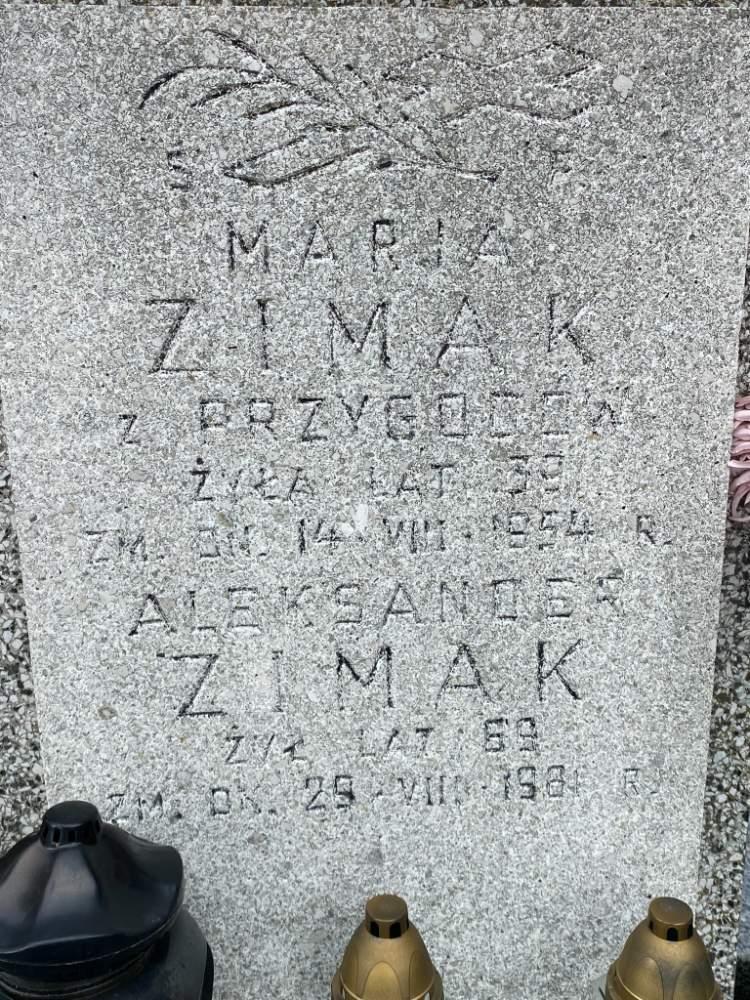 Ś P
MARIA
ZIMAK
Z PRZYGODÓW
ŻYŁA LAT 39
ZM. DN. 14·VIII·1954 R.
ALEKSANDER
ZIMAK
ŻYŁ LAT
ZM. DN. 29·VIII·1981 R.